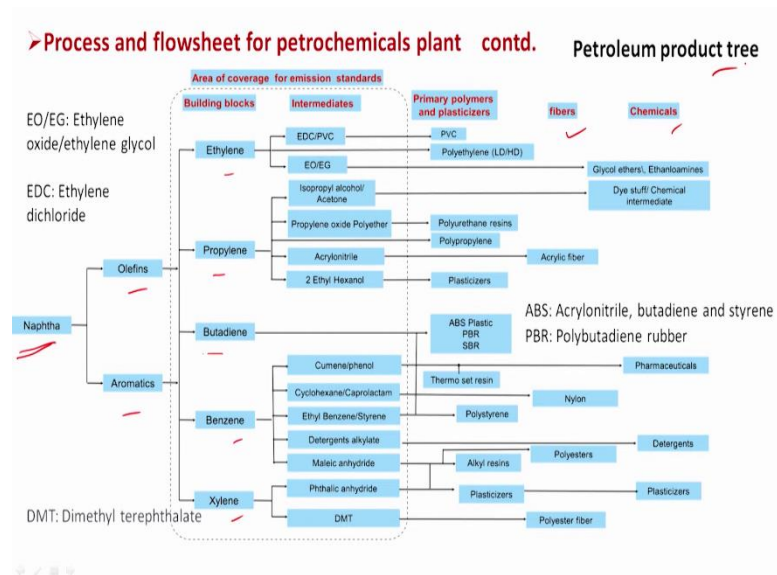 ➢Process and flowsheet for petrochemicals plant contd.
Petroleum product tree
Area of coverage for emission standards
Building blocks
Intermediates
Primary polymers
and plasticizers
fibers
Chemicals
EO/EG: Ethylene
oxide/ethylene glycol
EDC: Ethylene
dichloride
Naphtha
Olefins
Aromatics
Ethylene
Propylene
Butadiene
Benzene
Xylene
EDC/PVC
EO/EG
Isopropyl alcohol/
Acetone
Propylene oxide Polyether
Acrylonitrile
2 Ethyl Hexanol
Cumene/phenol
Cyclohexane/Caprolactam
Ethyl Benzene/Styrene
Detergents alkylate
Maleic anhydride
Phthalic anhydride
DMT
PVC
Polyethylene (LD/HD)
Polyurethane resins
Polypropylene
Plasticizers
ABS Plastic
PBR
SBR
Thermo set resin
Polystyrene
Alkyl resins
Plasticizers
Acrylic fiber
Nylon
Polyesters
Polyester fiber
Glycol ethers\, Ethanloamines
Dye stuff/ Chemical
intermediate
Pharmaceuticals
Detergents
Plasticizers
ABS: Acrylonitrile, butadiene and styrene
PBR: Polybutadiene rubber
DMT: Dimethyl terephthalate